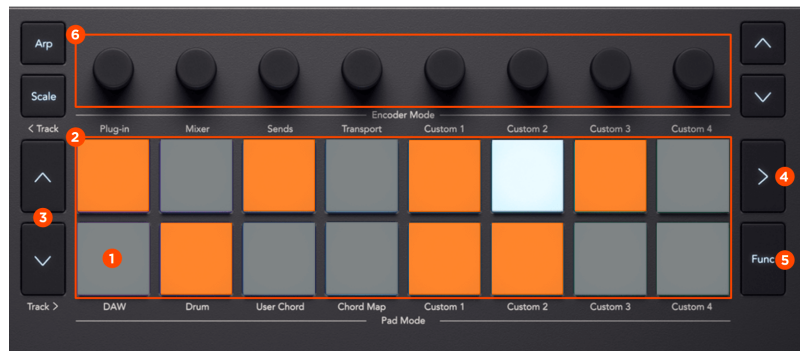 Arp
6
Scale
Encoder Mode
< Track
Plug-in Mixer Sends Transport Custom 1 Custom 2 Custom 3 Custom 4
2
3
4
1
Func
5
Track >
DAW Drum User Chord Chord Map Custom 1 Custom 2 Custom 3 Custom 4
Pad Mode